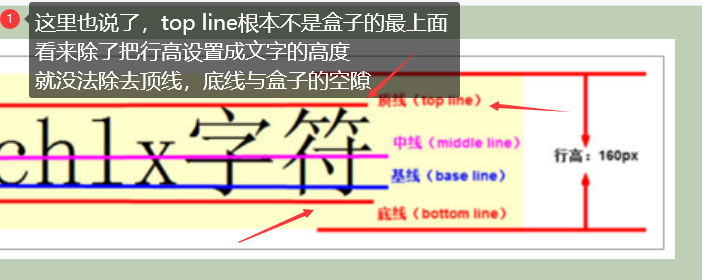 1
这里也说了，top line根本不是盒子的最上面
看来除了把行高设置成文字的高度
就没法除去顶线，底线与盒子的空隙
顶线（top line）
chlx字符
中线（middle line）
行高：160px
基线（base line）
底线（bottom line）